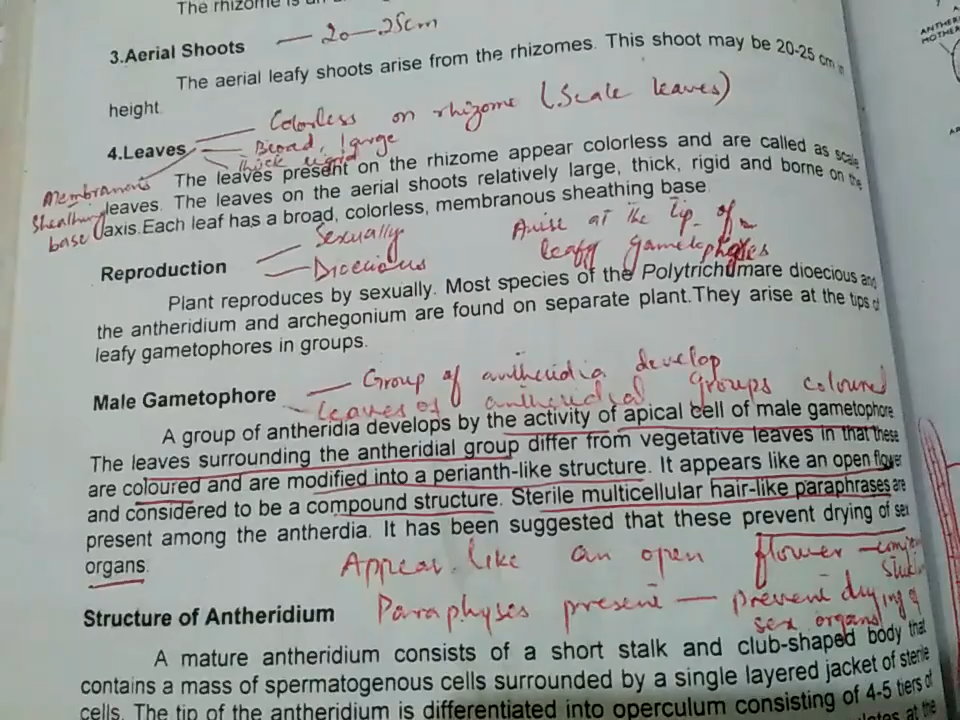 The rhizome is an
3.Aerial Shoots — 20—25cm
The aerial leafy shoots arise from the rhizomes. This shoot may be 20-25 cm in
height.
Colorless on rhizome (Scale leaves)
4.Leaves Broad, large
thick rigid
Membranous
The leaves present on the rhizome appear colorless and are called as scale
Sheathing leaves. The leaves on the aerial shoots relatively large, thick, rigid and borne on the
base axis.Each leaf has a broad, colorless, membranous sheathing base.
Sexually
Arise at the tip of
leafy gametophores
Reproduction
Dioecious
Plant reproduces by sexually. Most species of the Polytrichumare dioecious and
the antheridium and archegonium are found on separate plant.They arise at the tips of
leafy gametophores in groups.
Male Gametophore — Group of antheridia develop
leaves of antheridial groups coloured
A group of antheridia develops by the activity of apical cell of male gametophore
The leaves surrounding the antheridial group differ from vegetative leaves in that these
are coloured and are modified into a perianth-like structure. It appears like an open flower
and considered to be a compound structure. Sterile multicellular hair-like paraphrases are
present among the antherdia. It has been suggested that these prevent drying of sex
organs.
Appear like an open flower —
Structure of Antheridium Paraphyses present — prevent drying of
sex organs
A mature antheridium consists of a short stalk and club-shaped body that
contains a mass of spermatogenous cells surrounded by a single layered jacket of sterile
cells. The tip of the antheridium is differentiated into operculum consisting of 4-5 tiers of
at the